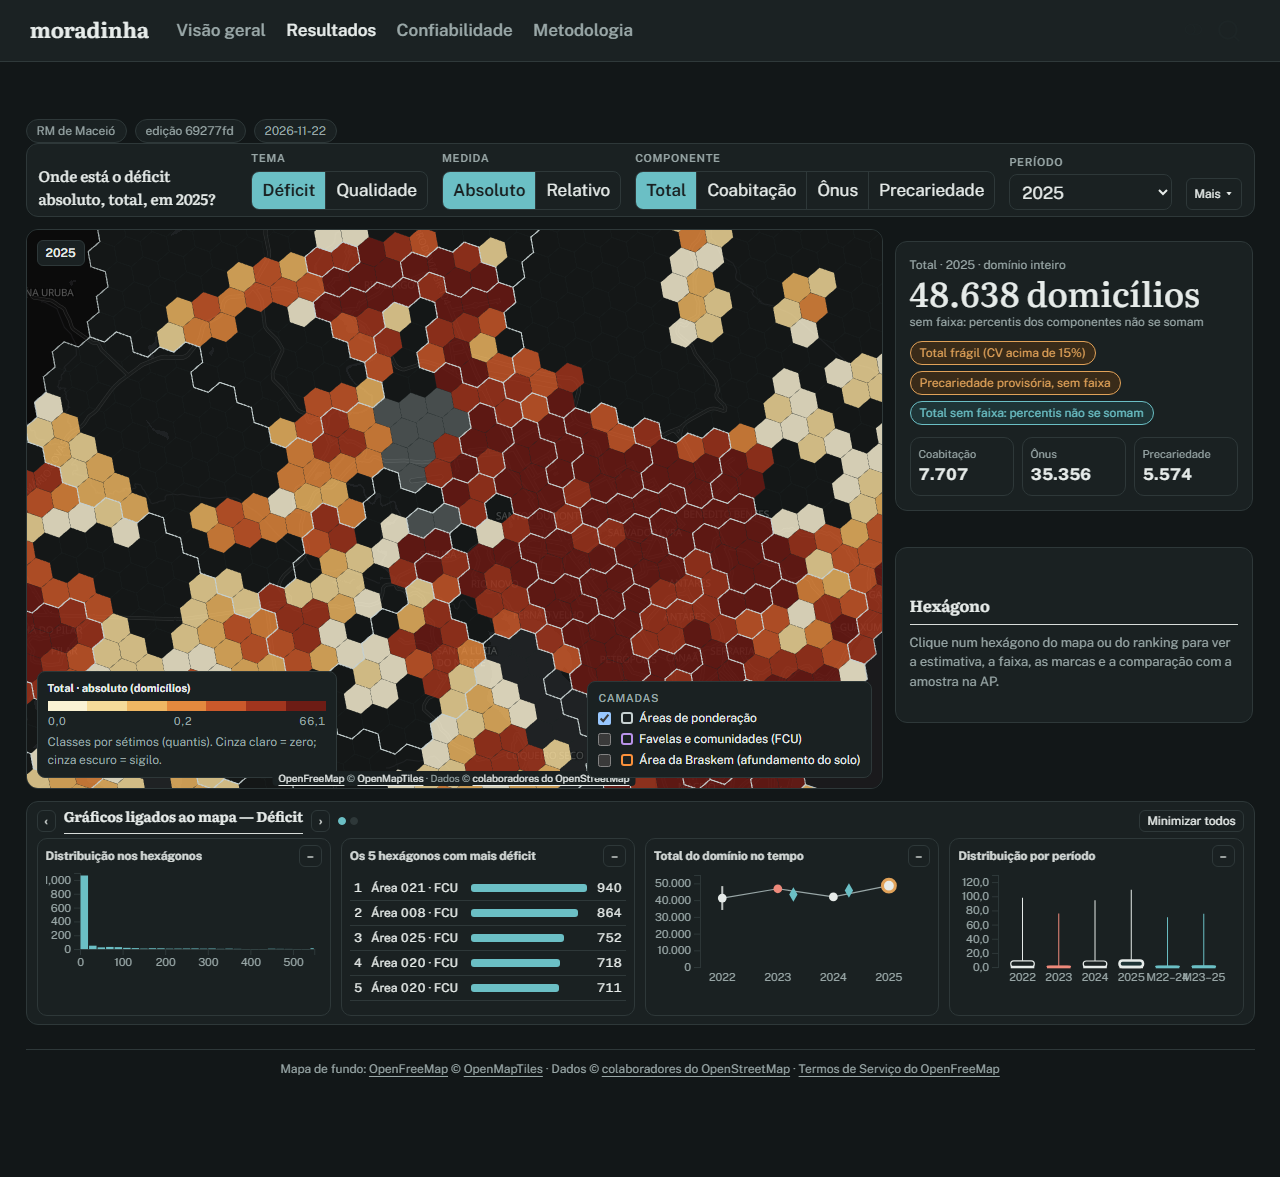 moradinha
Visão geral
Resultados
Confiabilidade
Metodologia
RM de Maceió
edição 69277fd
2026-11-22
Onde está o déficit
absoluto, total, em 2025?
TEMA
Déficit
Qualidade
MEDIDA
Absoluto
Relativo
COMPONENTE
Total
Coabitação
Ônus
Precariedade
PERÍODO
2025
Mais
2025
NA URUBA
Total · absoluto (domicílios)
0,0
0,2
66,1
Classes por sétimos (quantis). Cinza claro = zero;
cinza escuro = sigilo.
CAMADAS
Áreas de ponderação
Favelas e comunidades (FCU)
Área da Braskem (afundamento do solo)
OpenFreeMap © OpenMapTiles · Dados © colaboradores do OpenStreetMap
Total · 2025 · domínio inteiro
48.638 domicílios
sem faixa: percentis dos componentes não se somam
Total frágil (CV acima de 15%)
Precariedade provisória, sem faixa
Total sem faixa: percentis não se somam
Coabitação
7.707
Ônus
35.356
Precariedade
5.574
Hexágono
Clique num hexágono do mapa ou do ranking para ver
a estimativa, a faixa, as marcas e a comparação com a
amostra na AP.
‹
Gráficos ligados ao mapa — Déficit
›
Minimizar todos
Distribuição nos hexágonos
–
800
600
400
200
0
0 100 200 300 400 500
Os 5 hexágonos com mais déficit
–
1 Área 021 · FCU 940
2 Área 008 · FCU 864
3 Área 025 · FCU 752
4 Área 020 · FCU 718
5 Área 020 · FCU 711
Total do domínio no tempo
–
50.000
40.000
30.000
20.000
10.000
0
2022 2023 2024 2025
Distribuição por período
–
120,0
100,0
80,0
60,0
40,0
20,0
0,0
2022 2023 2024 2025 M22–24 M23–25
Mapa de fundo: OpenFreeMap © OpenMapTiles · Dados © colaboradores do OpenStreetMap · Termos de Serviço do OpenFreeMap